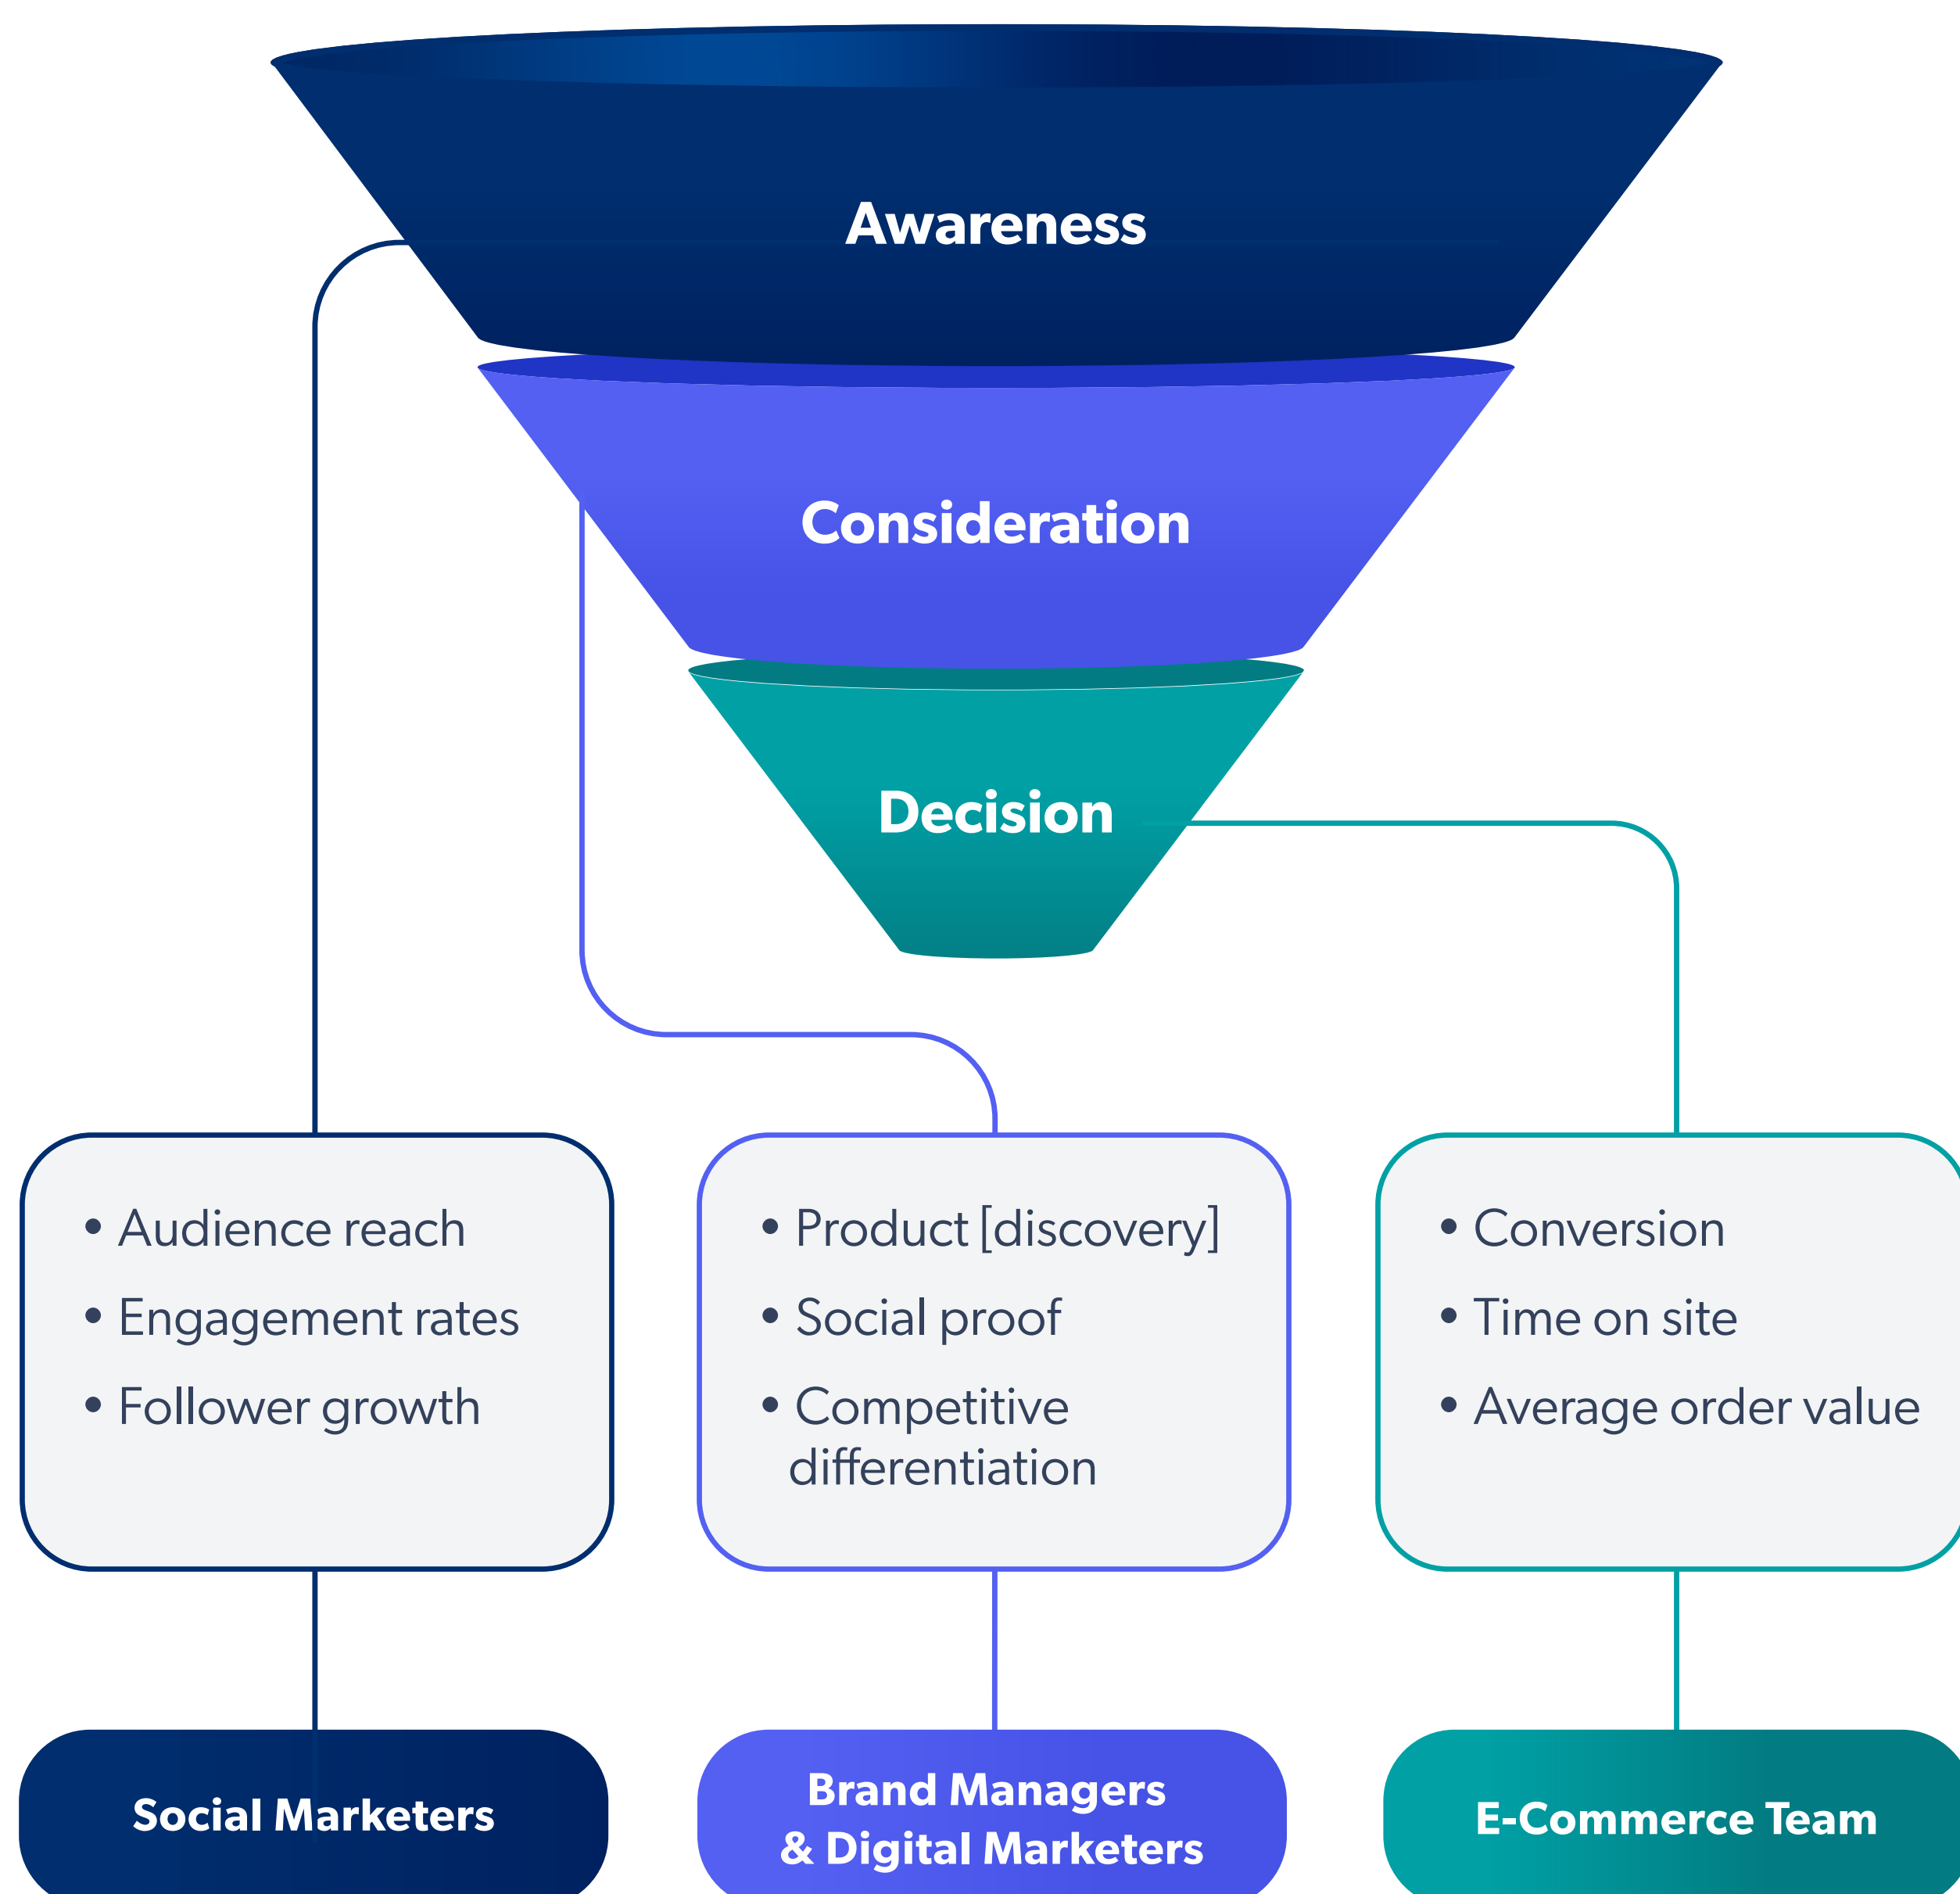 Awareness
Consideration
Decision
• Audience reach
• Engagement rates
• Follower growth
• Product [discovery]
• Social proof
• Competitive
differentiation
• Conversion
• Time on site
• Average order value
Social Marketers
Brand Managers
& Digital Marketers
E-Commerce Team